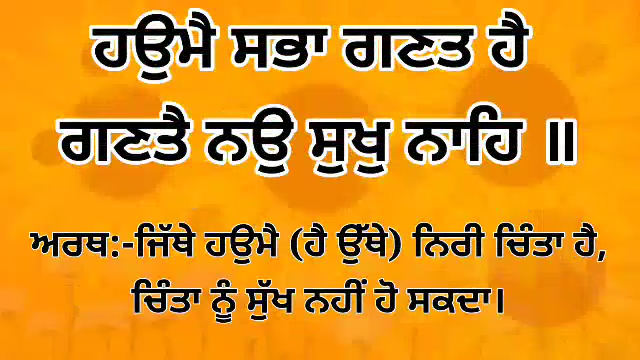 ਹਉਮੈ ਸਭਾ ਗਣਤ ਹੈ
ਗਣਤੈ ਨਉ ਸੁਖੁ ਨਾਹਿ ॥
ਅਰਥ:-ਜਿੱਥੇ ਹਉਮੈ (ਹੈ ਉੱਥੇ) ਨਿਰੀ ਚਿੰਤਾ ਹੈ,
ਚਿੰਤਾ ਨੂੰ ਸੁੱਖ ਨਹੀਂ ਹੋ ਸਕਦਾ।